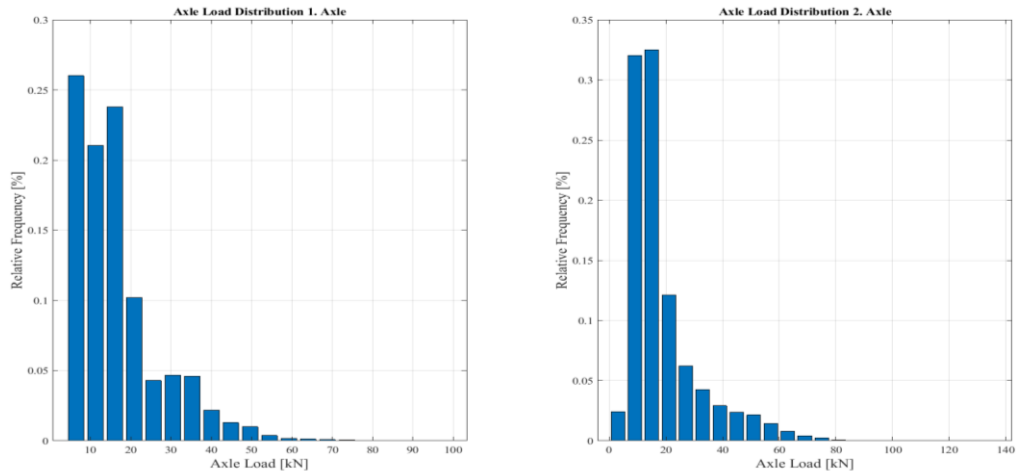 Axle Load Distribution 1. Axle
0.3
0.25
0.2
0.15
0.1
0.05
0
Relative Frequency [%]
10 20 30 40 50 60 70 80 90 100
Axle Load [kN]
Axle Load Distribution 2. Axle
0.35
0.3
0.25
0.2
0.15
0.1
0.05
0
Relative Frequency [%]
0 20 40 60 80 100 120 140
Axle Load [kN]